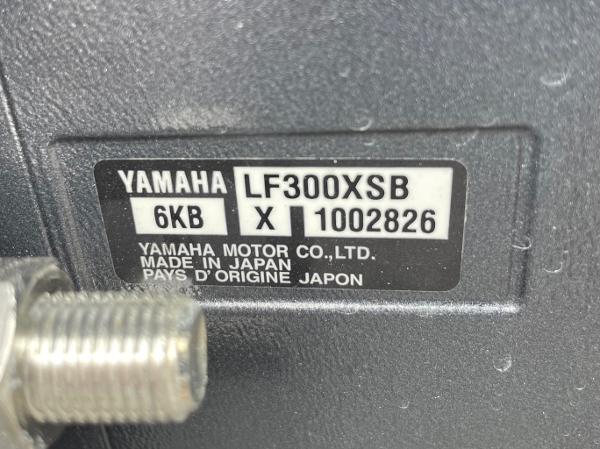 YAMAHA LF300XSB
6KB X 1002826
YAMAHA MOTOR CO.,LTD.
MADE IN JAPAN
PAYS D'ORIGINE JAPON